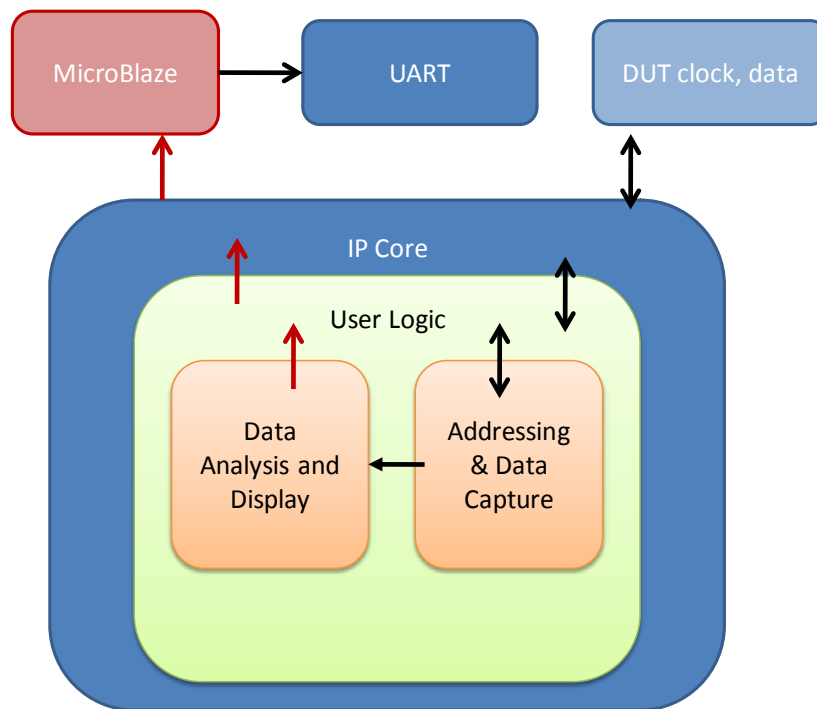 MicroBlaze
UART
DUT clock, data
IP Core
User Logic
Data
Analysis and
Display
Addressing
& Data
Capture